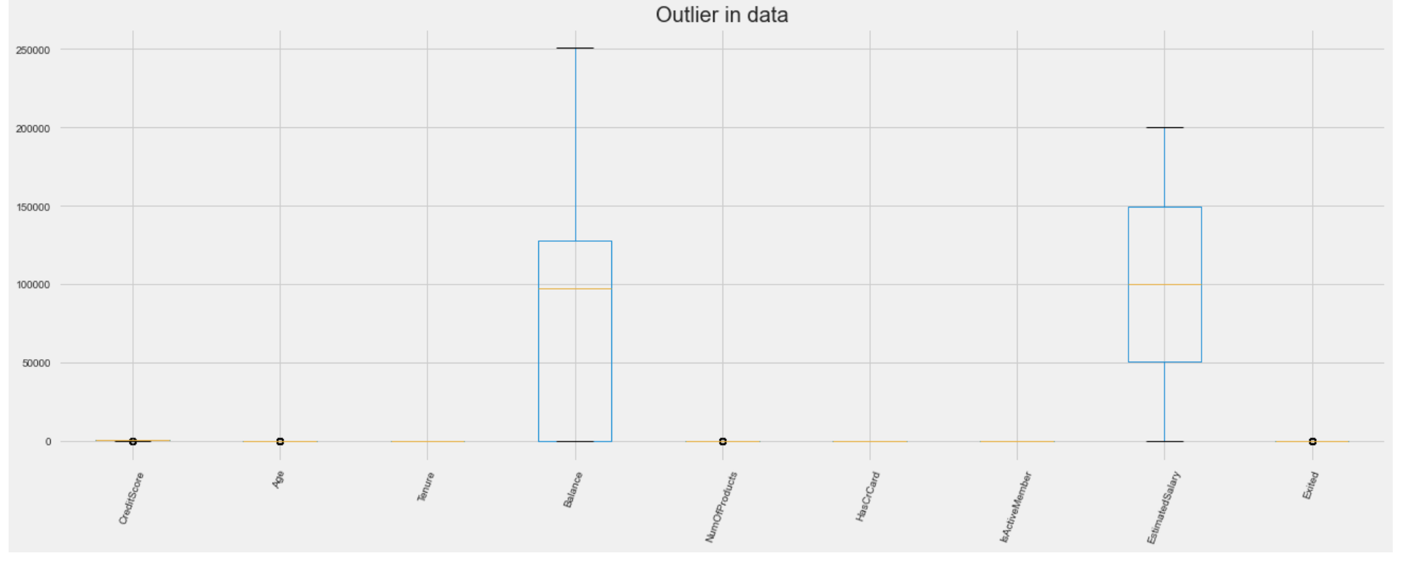 Outlier in data
250000
200000
150000
100000
50000
0
CreditScore
Age
Tenure
Balance
NumOfProducts
HasCrCard
IsActiveMember
EstimatedSalary
Exited